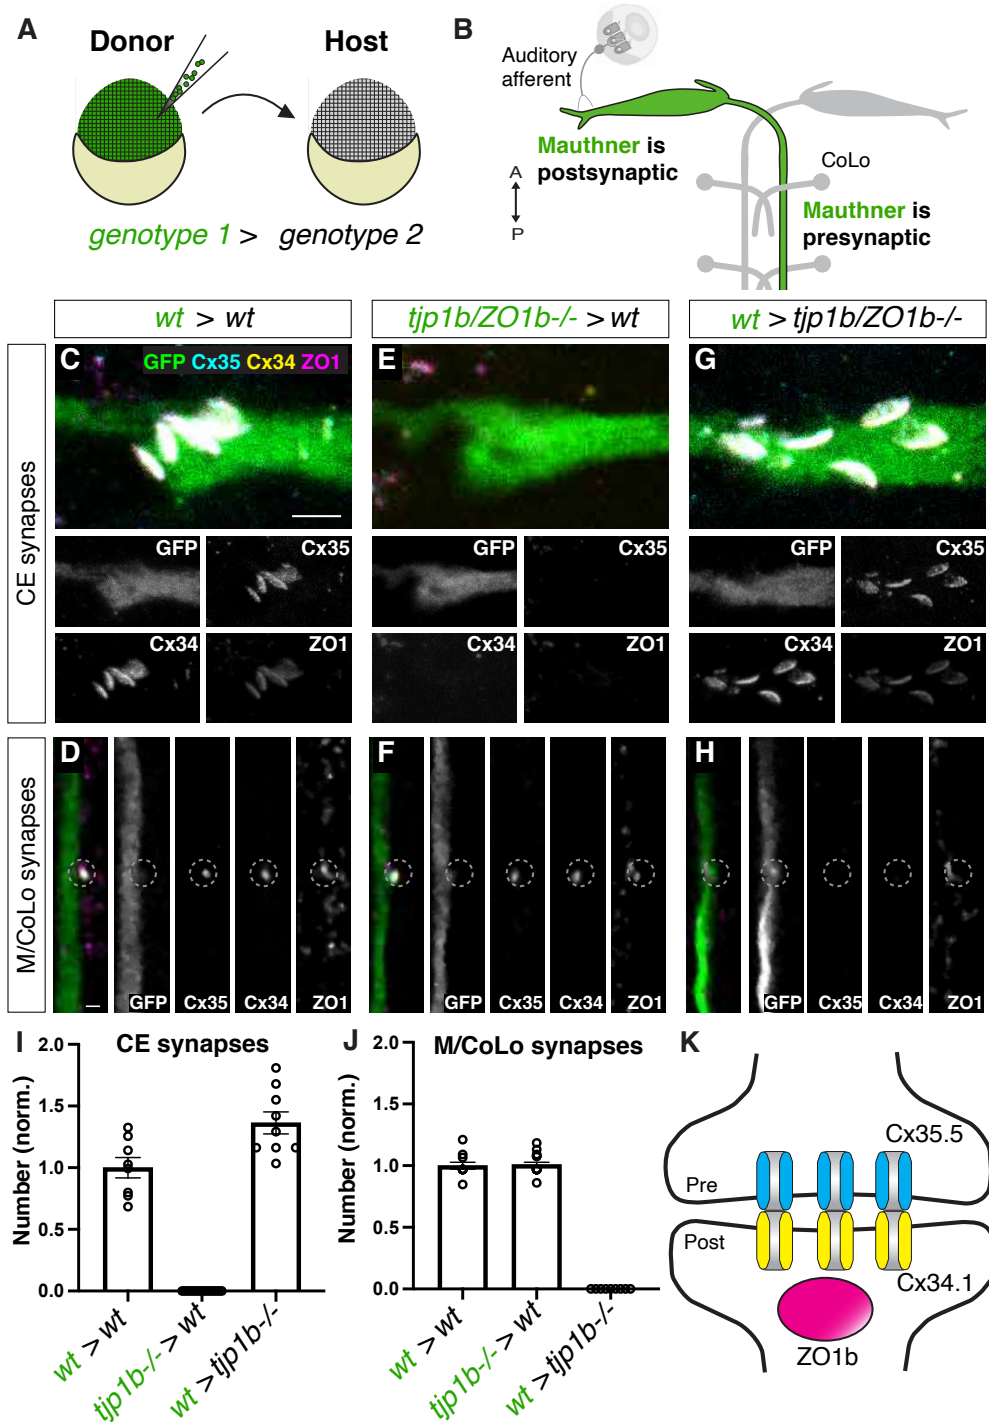 A
Donor
Host
genotype 1 > genotype 2
B
Auditory
afferent
Mauthner is
postsynaptic
A
P
CoLo
Mauthner is
presynaptic
wt > wt
tjp1b/ZO1b-/- > wt
wt > tjp1b/ZO1b-/-
CE synapses
C
GFP Cx35 Cx34 ZO1
E
G
GFP
Cx35
GFP
Cx35
GFP
Cx35
Cx34
ZO1
Cx34
ZO1
Cx34
ZO1
M/CoLo synapses
D
F
H
GFP
Cx35
Cx34
ZO1
GFP
Cx35
Cx34
ZO1
GFP
Cx35
Cx34
ZO1
I
CE synapses
Number (norm.)
2.0
1.5
1.0
0.5
0.0
wt > wt
tjp1b-/- > wt
wt > tjp1b-/-
J
M/CoLo synapses
Number (norm.)
2.0
1.5
1.0
0.5
0.0
wt > wt
tjp1b-/- > wt
wt > tjp1b-/-
K
Cx35.5
Pre
Post
Cx34.1
ZO1b